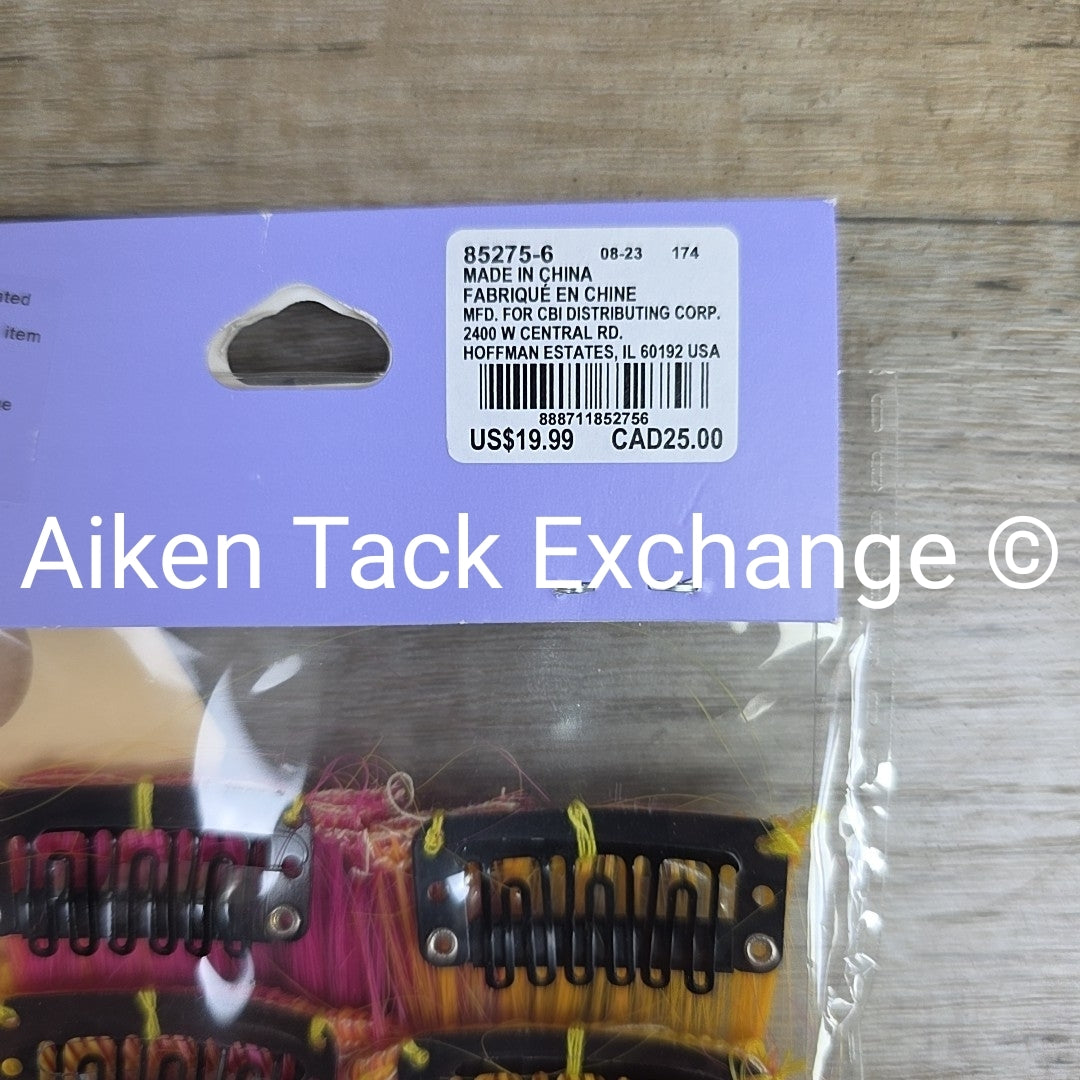 85275-6 08-23 174
MADE IN CHINA
FABRIQUÉ EN CHINE
MFD. FOR CBI DISTRIBUTING CORP.
2400 W CENTRAL RD.
HOFFMAN ESTATES, IL 60192 USA
888711852756
US$19.99 CAD25.00
item
Aiken Tack Exchange ©